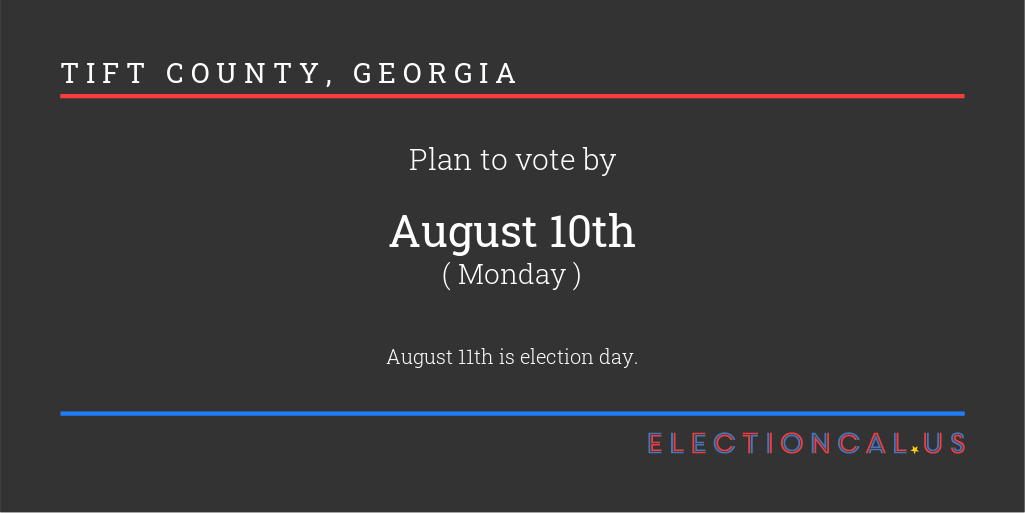 TIFT COUNTY, GEORGIA
Plan to vote by
August 10th
( Monday )
August 11th is election day.
ELECTIONCAL.US